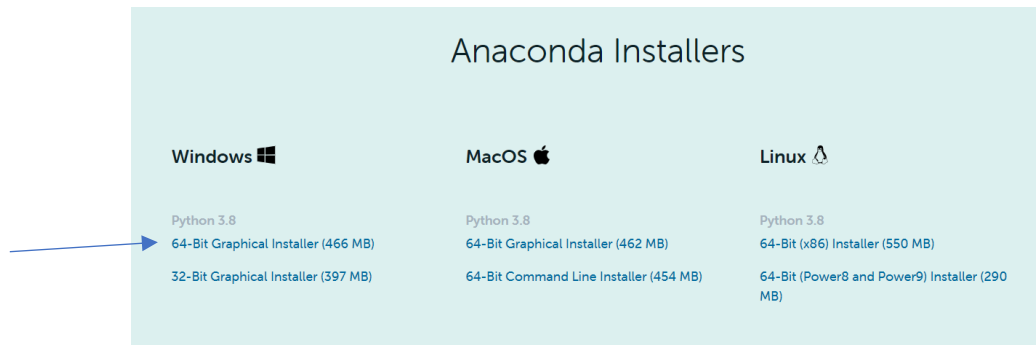 Anaconda Installers
Windows
Python 3.8
64-Bit Graphical Installer (466 MB)
32-Bit Graphical Installer (397 MB)
MacOS
Python 3.8
64-Bit Graphical Installer (462 MB)
64-Bit Command Line Installer (454 MB)
Linux
Python 3.8
64-Bit (x86) Installer (550 MB)
64-Bit (Power8 and Power9) Installer (290
MB)